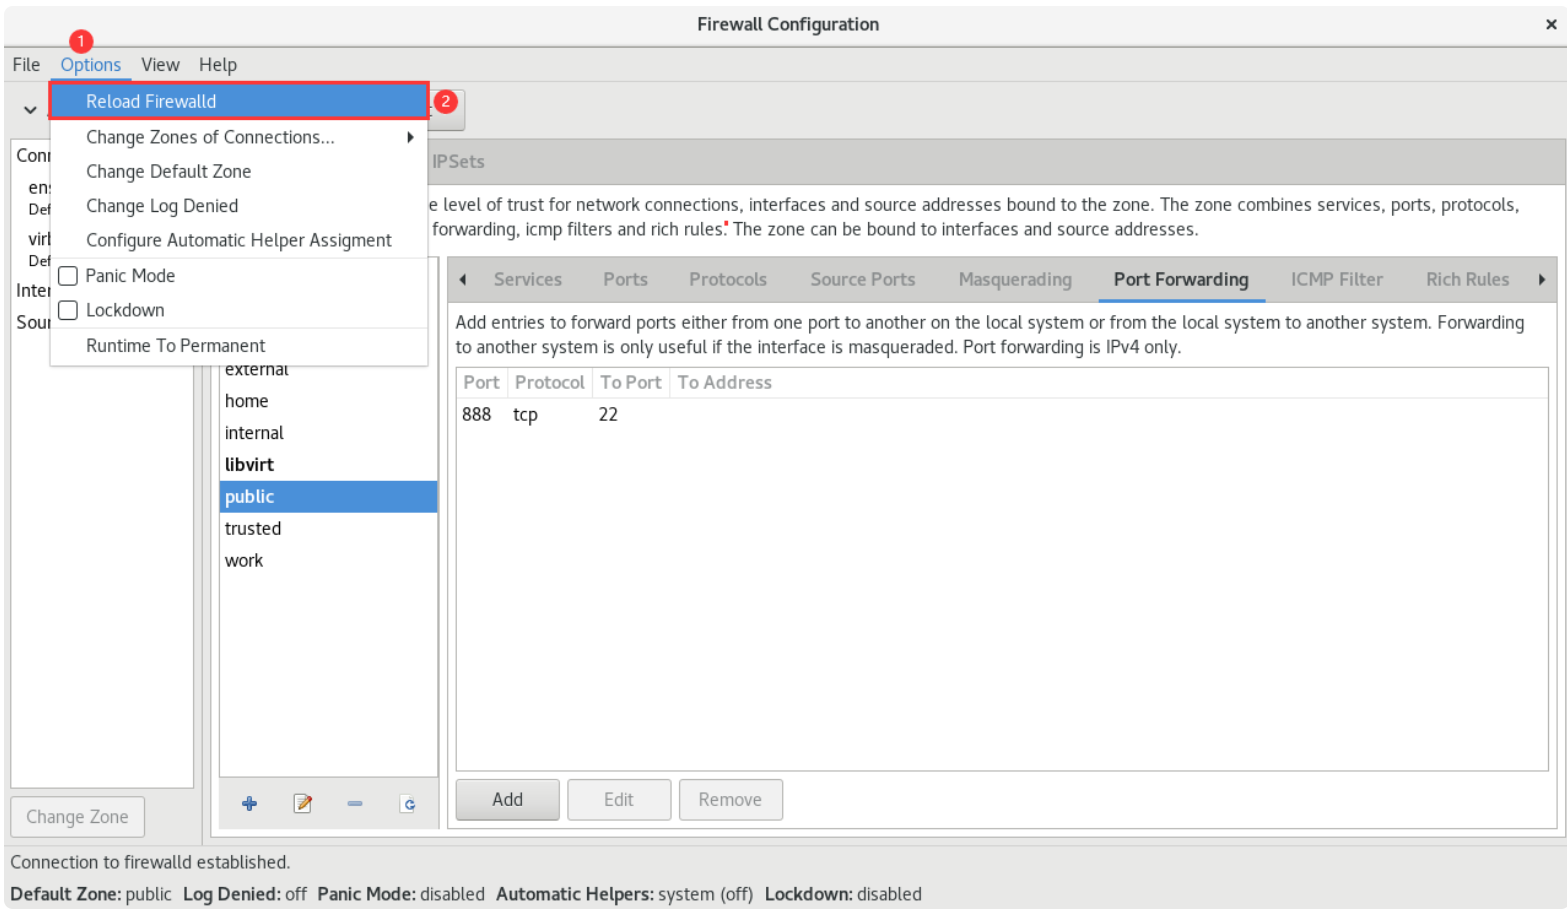 Firewall Configuration
1
File Options View Help
Reload Firewalld 2
Change Zones of Connections...
Change Default Zone
Change Log Denied
Configure Automatic Helper Assigment
Panic Mode
Lockdown
Runtime To Permanent
IPSets
level of trust for network connections, interfaces and source addresses bound to the zone. The zone combines services, ports, protocols,
forwarding, icmp filters and rich rules. The zone can be bound to interfaces and source addresses.
Services Ports Protocols Source Ports Masquerading Port Forwarding ICMP Filter Rich Rules
Add entries to forward ports either from one port to another on the local system or from the local system to another system. Forwarding
to another system is only useful if the interface is masqueraded. Port forwarding is IPv4 only.
Port Protocol To Port To Address
888 tcp 22
external
home
internal
libvirt
public
trusted
work
Add Edit Remove
Change Zone
Connection to firewalld established.
Default Zone: public Log Denied: off Panic Mode: disabled Automatic Helpers: system (off) Lockdown: disabled